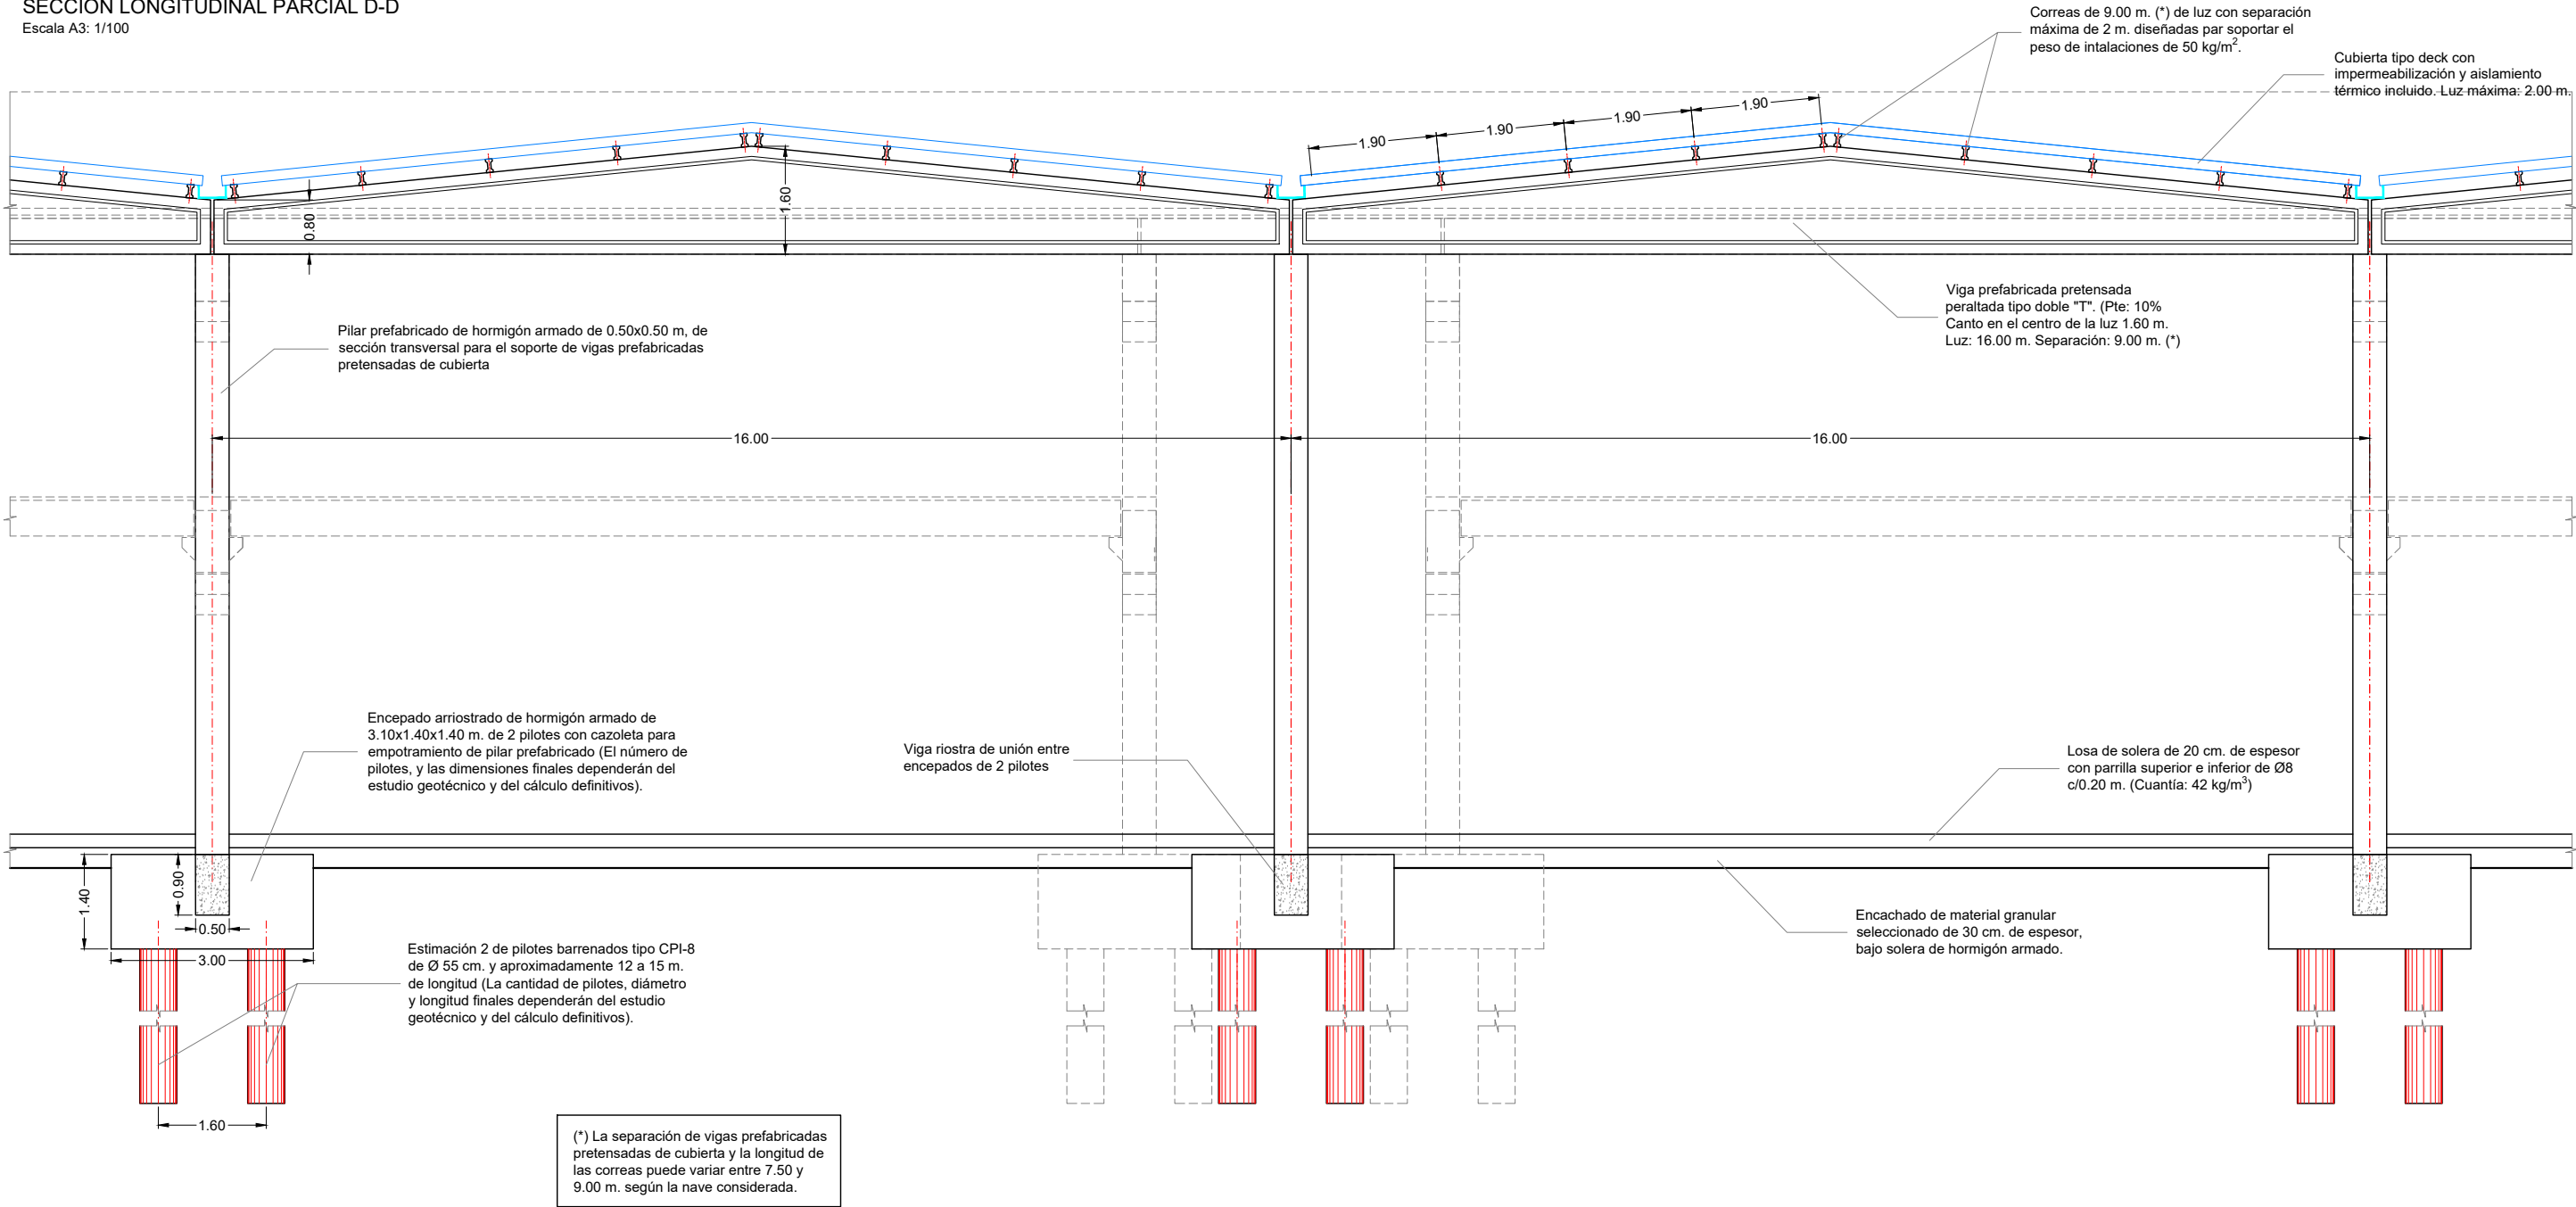 SECCIÓN LONGITUDINAL PARCIAL D-D
Escala A3: 1/100
Correas de 9.00 m. (*) de luz con separación
máxima de 2 m. diseñadas par soportar el
peso de intalaciones de 50 kg/m².
Cubierta tipo deck con
impermeabilización y aislamiento
térmico incluido. Luz máxima: 2.00 m.
1.90
1.90
1.90
1.90
1.60
0.80
Viga prefabricada pretensada
peraltada tipo doble "T". (Pte: 10%
Canto en el centro de la luz 1.60 m.
Luz: 16.00 m. Separación: 9.00 m. (*)
Pilar prefabricado de hormigón armado de 0.50x0.50 m, de
sección transversal para el soporte de vigas prefabricadas
pretensadas de cubierta
16.00
16.00
Encepado arriostrado de hormigón armado de
3.10x1.40x1.40 m. de 2 pilotes con cazoleta para
empotramiento de pilar prefabricado (El número de
pilotes, y las dimensiones finales dependerán del
estudio geotécnico y del cálculo definitivos).
Viga riostra de unión entre
encepados de 2 pilotes
Losa de solera de 20 cm. de espesor
con parrilla superior e inferior de Ø8
c/0.20 m. (Cuantía: 42 kg/m³)
1.40
0.90
0.50
3.00
Encachado de material granular
seleccionado de 30 cm. de espesor,
bajo solera de hormigón armado.
Estimación 2 de pilotes barrenados tipo CPI-8
de Ø 55 cm. y aproximadamente 12 a 15 m.
de longitud (La cantidad de pilotes, diámetro
y longitud finales dependerán del estudio
geotécnico y del cálculo definitivos).
1.60
(*) La separación de vigas prefabricadas
pretensadas de cubierta y la longitud de
las correas puede variar entre 7.50 y
9.00 m. según la nave considerada.